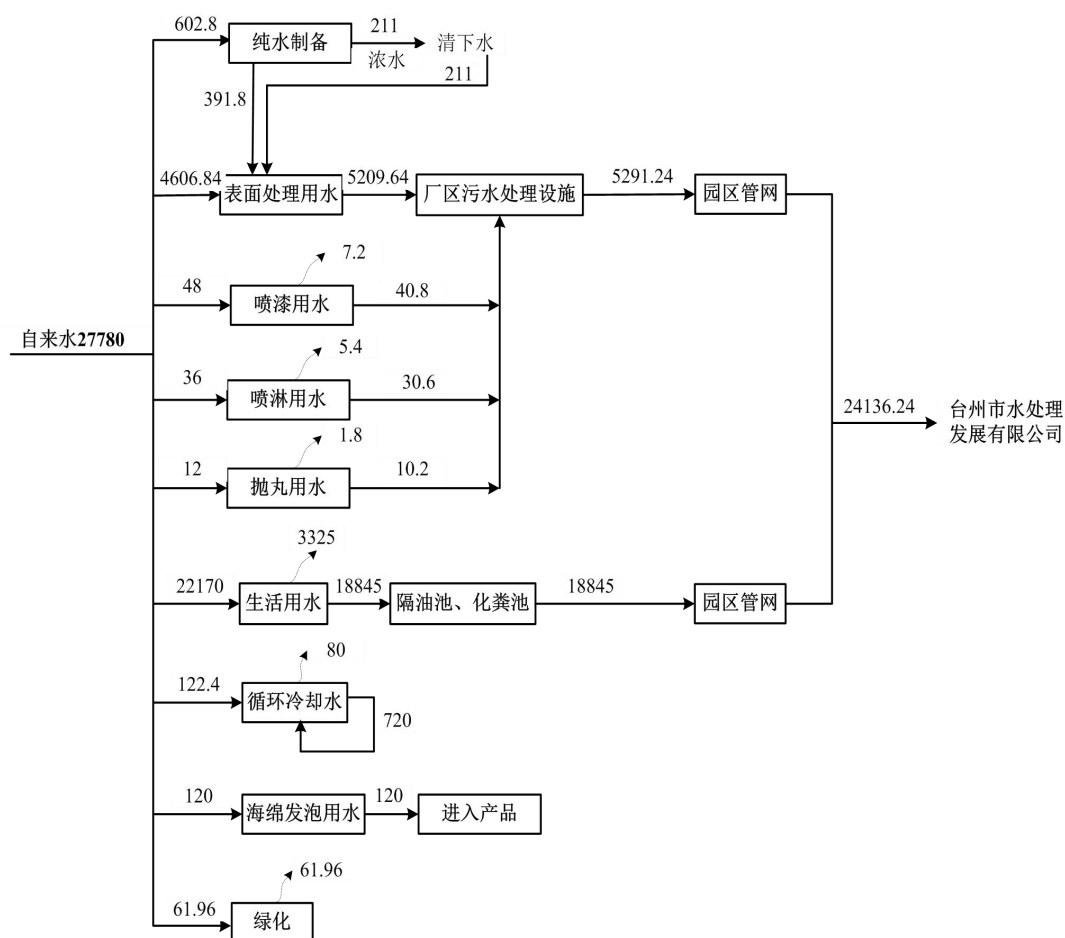 602.8
纯水制备
211
浓水
清下水
211
391.8
4606.84
表面处理用水
5209.64
厂区污水处理设施
5291.24
园区管网
7.2
48
喷漆用水
40.8
自来水27780
5.4
36
喷淋用水
30.6
24136.24
台州市水处理
发展有限公司
1.8
12
抛丸用水
10.2
3325
22170
生活用水
18845
隔油池、化粪池
18845
园区管网
80
122.4
循环冷却水
720
120
海绵发泡用水
120
进入产品
61.96
61.96
绿化